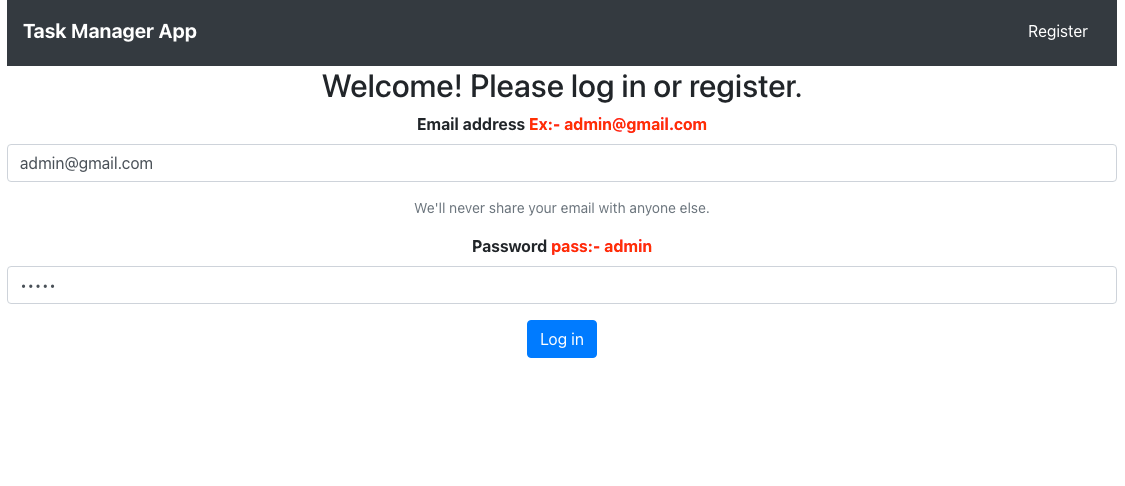 Task Manager App
Register
Welcome! Please log in or register.
Email address Ex:- admin@gmail.com
admin@gmail.com
We'll never share your email with anyone else.
Password pass:- admin
•••••
Log in